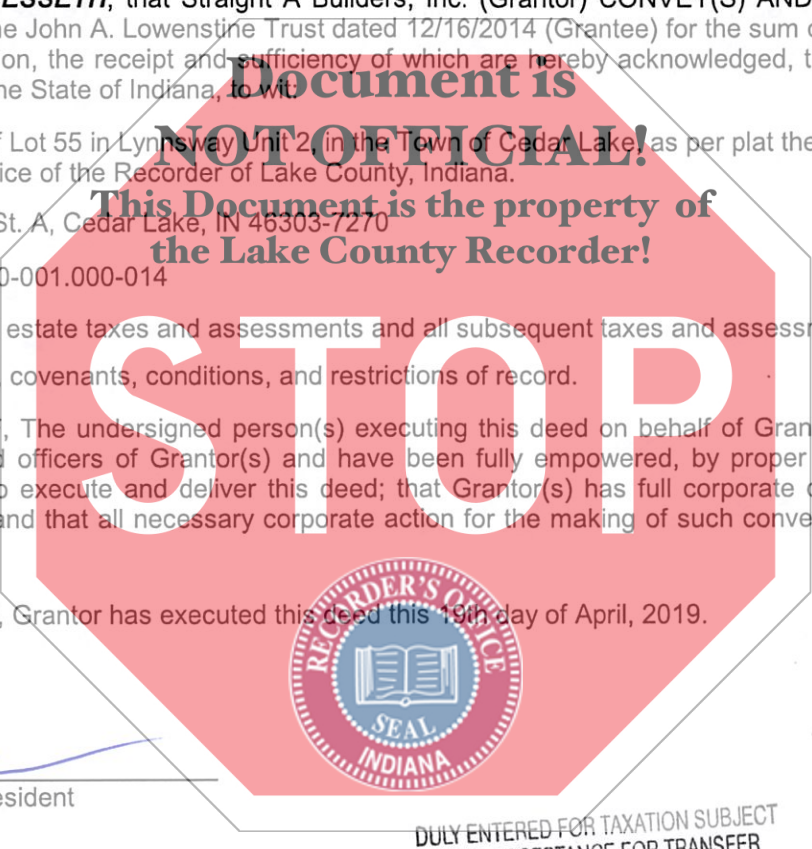 ESSETH, that Straight A Builders, Inc. (Grantor) CONVEY(S) AND
he John A. Lowenstine Trust dated 12/16/2014 (Grantee) for the sum
on, the receipt and sufficiency of which are hereby acknowledged,
he State of Indiana, to wit:
Document is
NOT OFFICIAL!
Lot 55 in Lynnsway Unit 2, in the Town of Cedar Lake, as per plat the
ice of the Recorder of Lake County, Indiana.
This Document is the property of
St. A, Cedar Lake, IN 46303-7270
the Lake County Recorder!
0-001.000-014
estate taxes and assessments and all subsequent taxes and assessm
, covenants, conditions, and restrictions of record.
STOP
, The undersigned person(s) executing this deed on behalf of Gran
officers of Grantor(s) and have been fully empowered, by proper
execute and deliver this deed; that Grantor(s) has full corporate
and that all necessary corporate action for the making of such conve
, Grantor has executed this deed this 19th day of April, 2019.
RECORDER'S OFFICE
SEAL
INDIANA
esident
DULY ENTERED FOR TAXATION SUBJECT
FOR TRANSFER